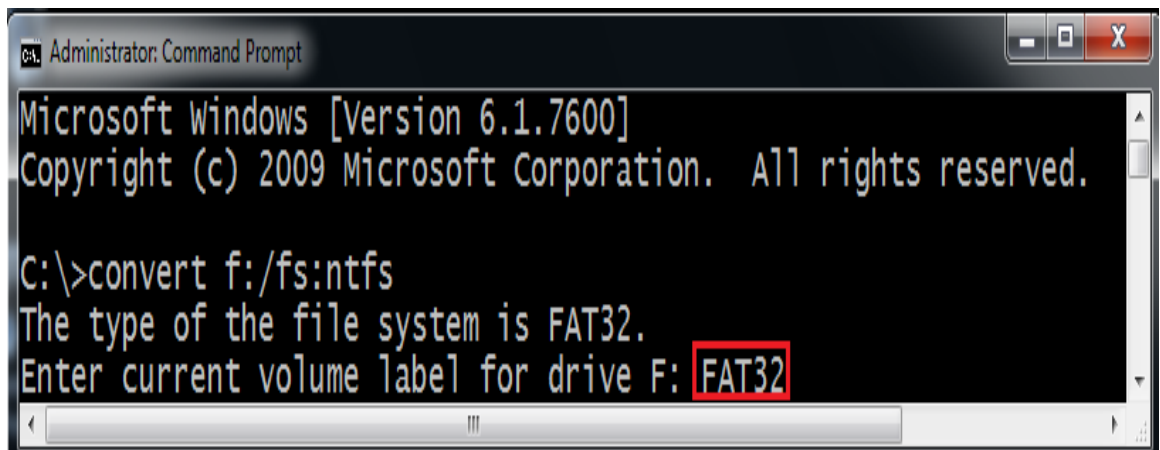 Administrator: Command Prompt
Microsoft Windows [Version 6.1.7600]
Copyright (c) 2009 Microsoft Corporation.  All rights reserved.
C:\>convert f:/fs:ntfs
The type of the file system is FAT32.
Enter current volume label for drive F: FAT32